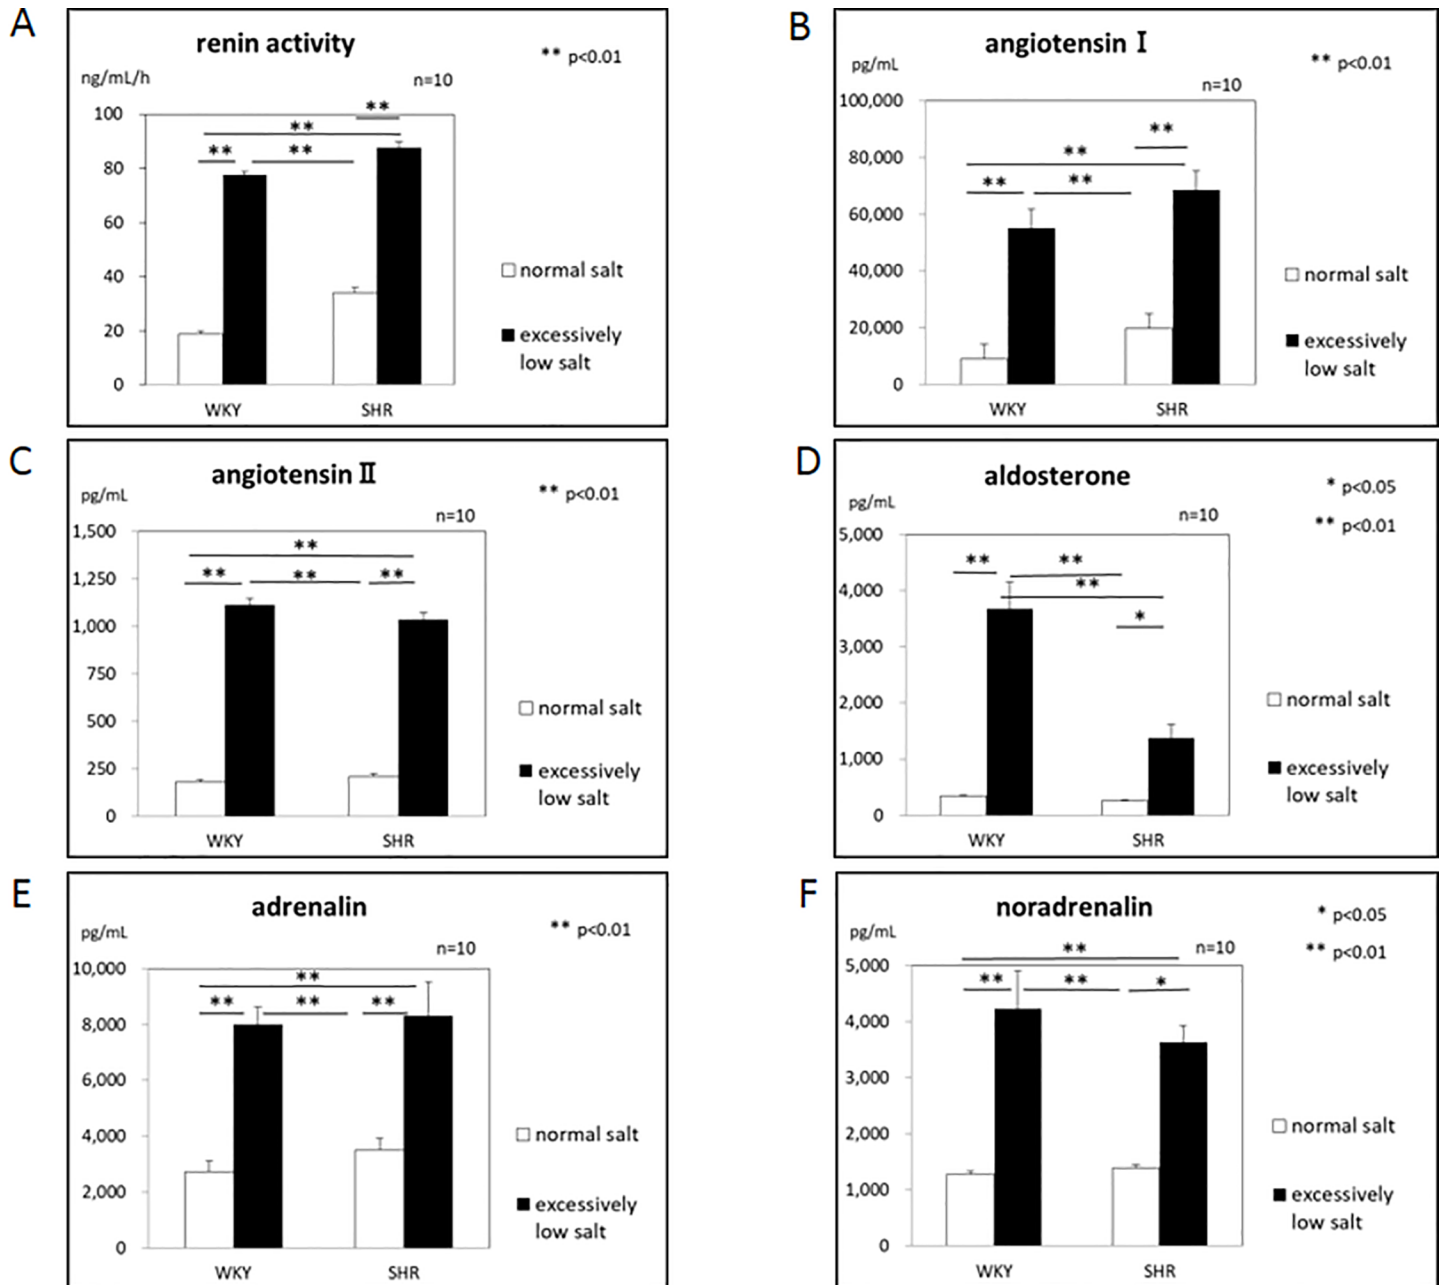 A
renin activity
** p<0.01
ng/mL/h
n=10
100
80
60
40
20
0
**
**
**
**
normal salt
excessively
low salt
WKY
SHR
B
angiotensin Ⅰ
** p<0.01
pg/mL
n=10
100,000
80,000
60,000
40,000
20,000
0
**
**
**
**
normal salt
excessively
low salt
WKY
SHR
C
angiotensin Ⅱ
** p<0.01
pg/mL
n=10
1,500
1,250
1,000
750
500
250
0
**
**
**
**
normal salt
excessively
low salt
WKY
SHR
D
aldosterone
* p<0.05
** p<0.01
pg/mL
n=10
5,000
4,000
3,000
2,000
1,000
0
**
**
**
*
normal salt
excessively
low salt
WKY
SHR
E
adrenalin
** p<0.01
pg/mL
n=10
10,000
8,000
6,000
4,000
2,000
0
**
**
**
**
normal salt
excessively
low salt
WKY
SHR
F
noradrenalin
* p<0.05
** p<0.01
pg/mL
n=10
5,000
4,000
3,000
2,000
1,000
0
**
**
**
*
normal salt
excessively
low salt
WKY
SHR